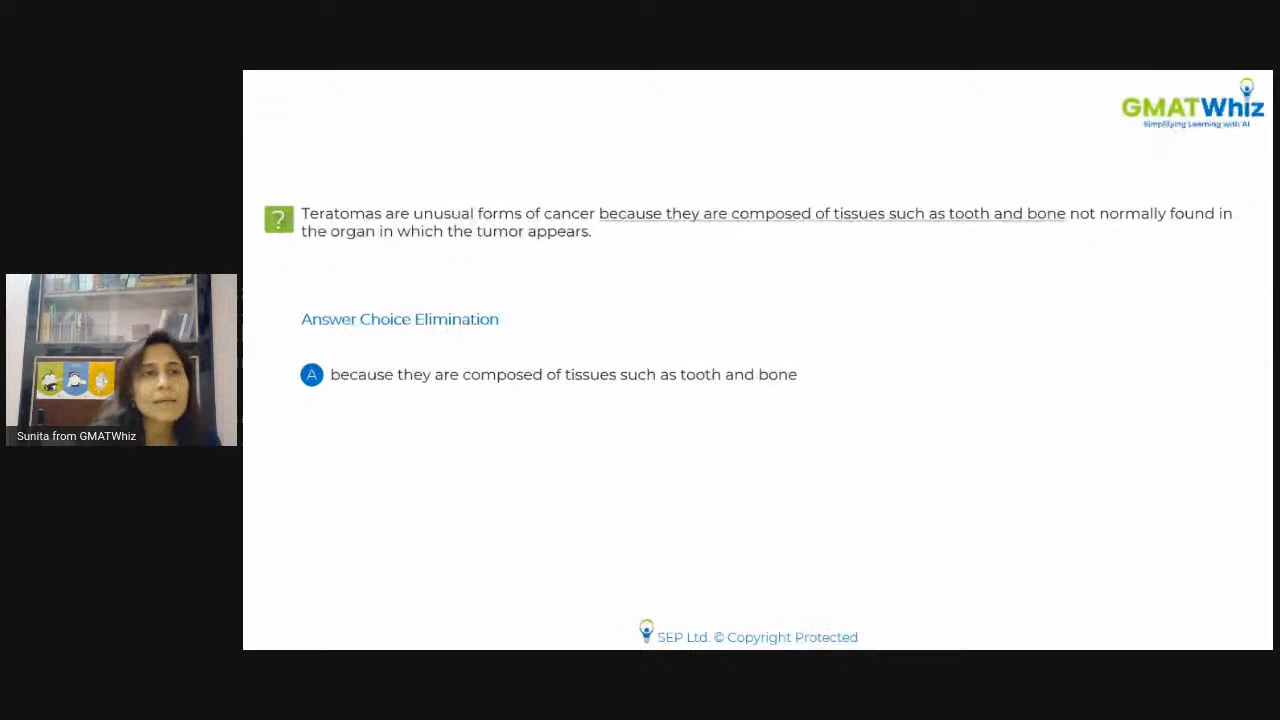 GMATWhiz
Simplifying Learning with AI
? Teratomas are unusual forms of cancer because they are composed of tissues such as tooth and bone not normally found in
the organ in which the tumor appears.
Answer Choice Elimination
A because they are composed of tissues such as tooth and bone
Sunita from GMATWhiz
SEP Ltd. © Copyright Protected